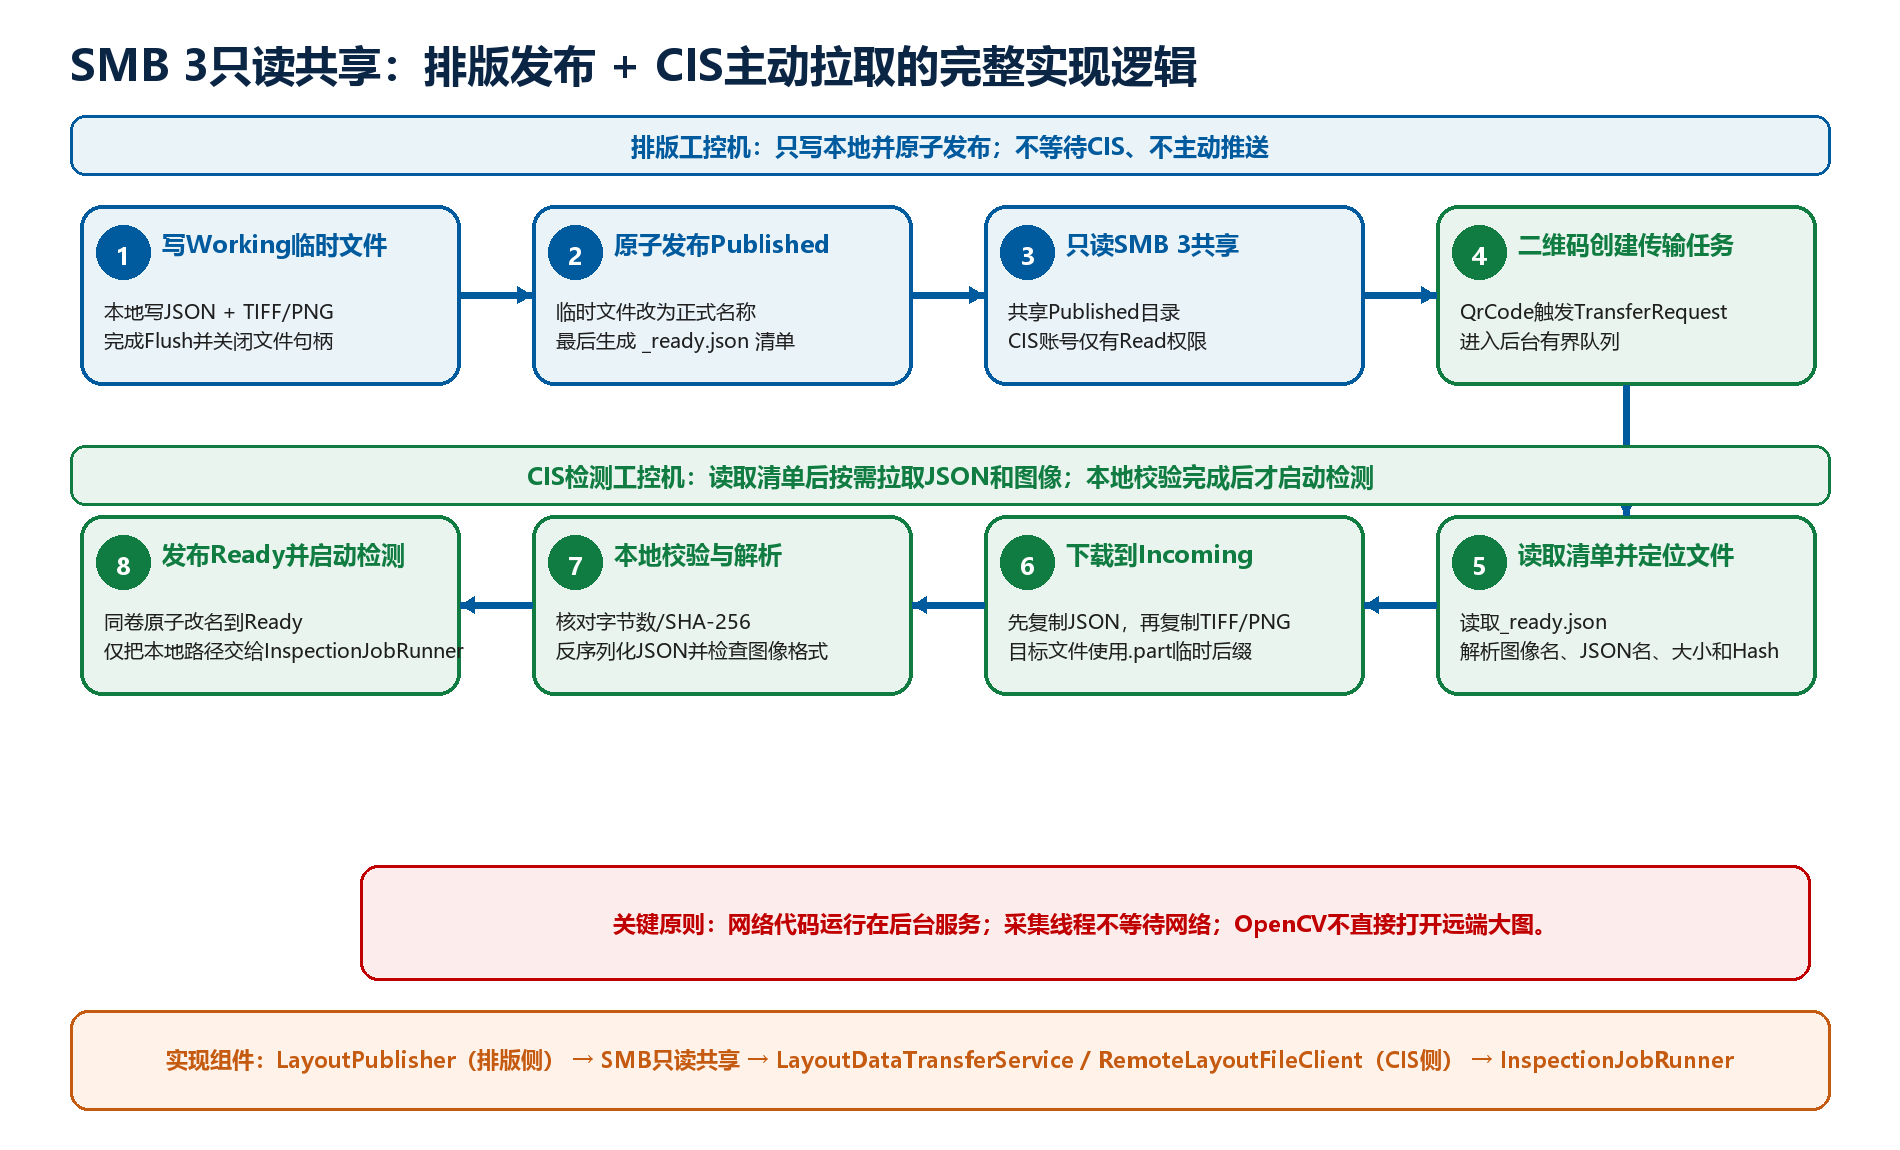 SMB 3只读共享：排版发布 + CIS主动拉取的完整实现逻辑
排版工控机：只写本地并原子发布；不等待CIS、不主动推送
1 写Working临时文件
本地写JSON + TIFF/PNG
完成Flush并关闭文件句柄
2 原子发布Published
临时文件改为正式名称
最后生成 _ready.json 清单
3 只读SMB 3共享
共享Published目录
CIS账号仅有Read权限
4 二维码创建传输任务
QrCode触发TransferRequest
进入后台有界队列
CIS检测工控机：读取清单后按需拉取JSON和图像；本地校验完成后才启动检测
8 发布Ready并启动检测
同卷原子改名到Ready
仅把本地路径交给InspectionJobRunner
7 本地校验与解析
核对字节数/SHA-256
反序列化JSON并检查图像格式
6 下载到Incoming
先复制JSON，再复制TIFF/PNG
目标文件使用.part临时后缀
5 读取清单并定位文件
读取_ready.json
解析图像名、JSON名、大小和Hash
关键原则：网络代码运行在后台服务；采集线程不等待网络；OpenCV不直接打开远端大图。
实现组件：LayoutPublisher（排版侧） → SMB只读共享 → LayoutDataTransferService / RemoteLayoutFileClient（CIS侧） → InspectionJobRunner